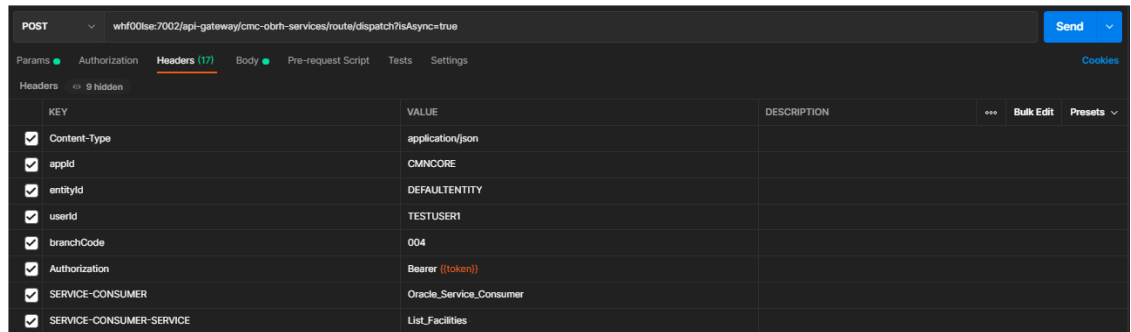 POST whf00lse:7002/api-gateway/cmc-obrh-services/route/dispatch?isAsync=true Send
Params Authorization Headers (17) Body Pre-request Script Tests Settings Cookies
Headers 9 hidden
KEY VALUE DESCRIPTION ooo Bulk Edit Presets
Content-Type application/json
appId CMNCORE
entityId DEFAULTENTITY
userId TESTUSER1
branchCode 004
Authorization Bearer {{token}}
SERVICE-CONSUMER Oracle_Service_Consumer
SERVICE-CONSUMER-SERVICE List_Facilities